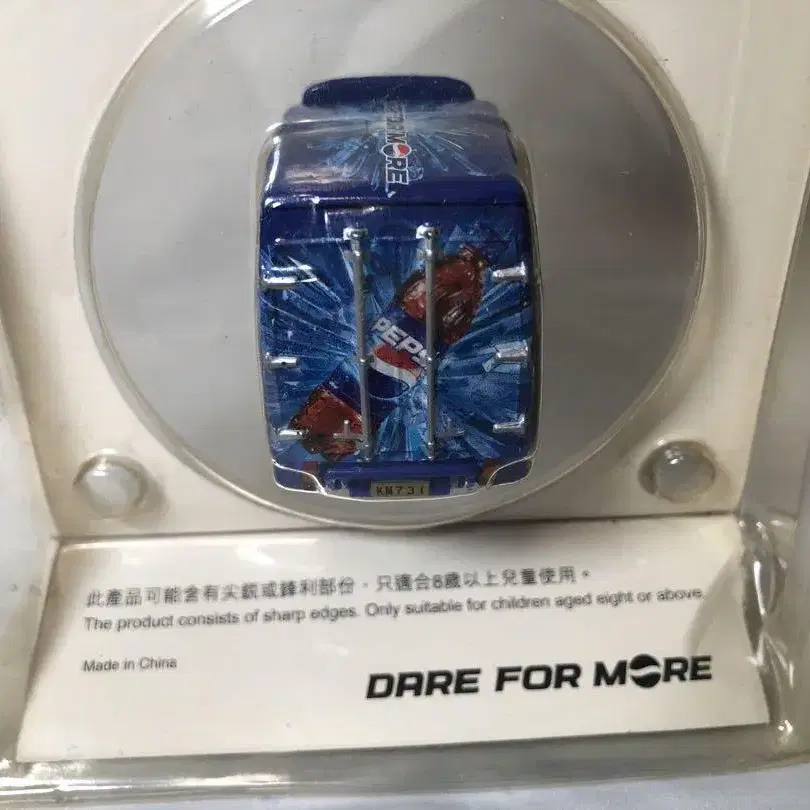 MORE
PEPSI
KM731
此產品可能含有尖銳或鋒利部份，只適合8歲以上兒童使用。
The product consists of sharp edges. Only suitable for children aged eight or above.
Made in China
DARE FOR MORE